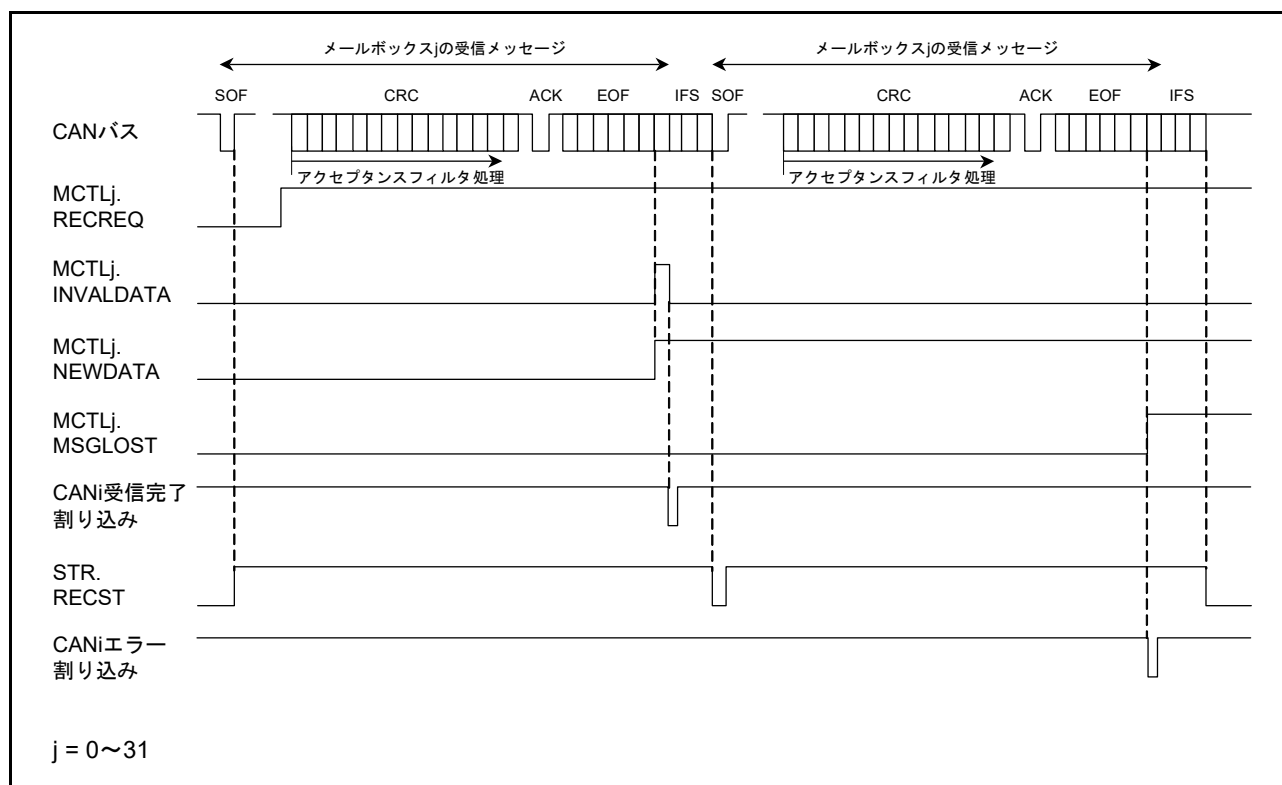 メールボックスjの受信メッセージ メールボックスjの受信メッセージ
SOF CRC ACK EOF IFS SOF CRC ACK EOF IFS
CANバス
アクセプタンスフィルタ処理 アクセプタンスフィルタ処理
MCTLj.
RECREQ
MCTLj.
INVALDATA
MCTLj.
NEWDATA
MCTLj.
MSGLOST
CANi受信完了
割り込み
STR.
RECST
CANiエラー
割り込み
j = 0～31